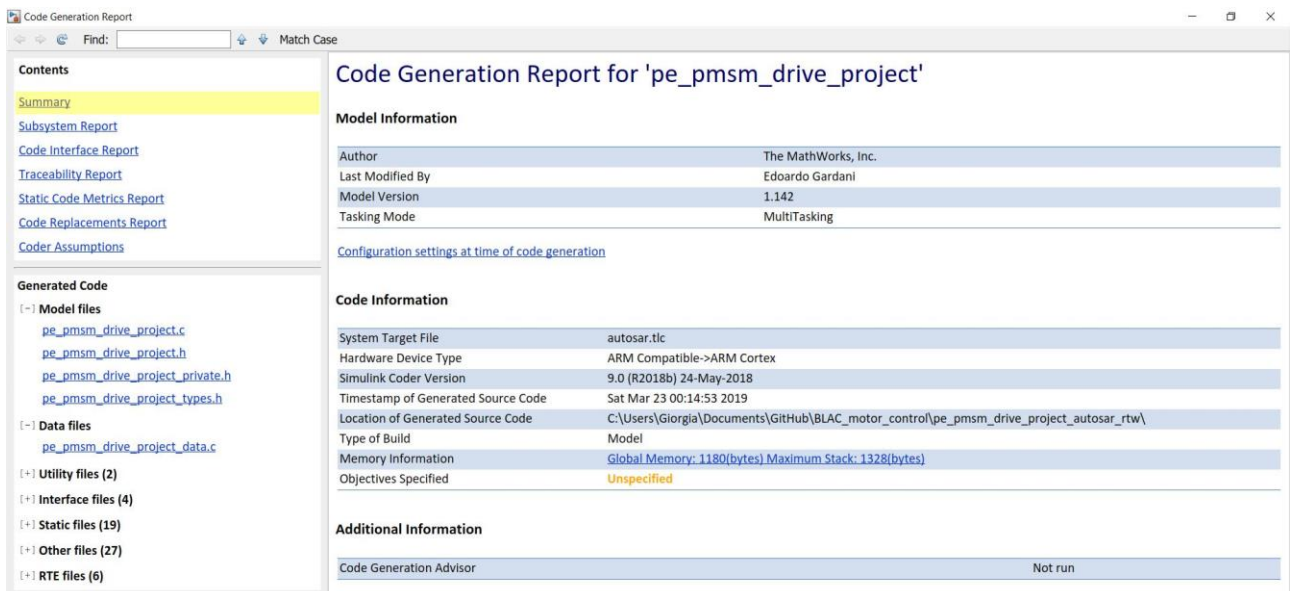 Code Generation Report
Find: Match Case
Contents
Summary
Subsystem Report
Code Interface Report
Traceability Report
Static Code Metrics Report
Code Replacements Report
Coder Assumptions
Generated Code
[-] Model files
pe_pmsm_drive_project.c
pe_pmsm_drive_project.h
pe_pmsm_drive_project_private.h
pe_pmsm_drive_project_types.h
[-] Data files
pe_pmsm_drive_project_data.c
[+] Utility files (2)
[+] Interface files (4)
[+] Static files (19)
[+] Other files (27)
[+] RTE files (6)
Code Generation Report for 'pe_pmsm_drive_project'
Model Information
Author The MathWorks, Inc.
Last Modified By Edoardo Gardani
Model Version 1.142
Tasking Mode MultiTasking
Configuration settings at time of code generation
Code Information
System Target File autosar.tlc
Hardware Device Type ARM Compatible->ARM Cortex
Simulink Coder Version 9.0 (R2018b) 24-May-2018
Timestamp of Generated Source Code Sat Mar 23 00:14:53 2019
Location of Generated Source Code C:\Users\Giorgia\Documents\GitHub\BLAC_motor_control\pe_pmsm_drive_project_autosar_rtw\
Type of Build Model
Memory Information Global Memory: 1180(bytes) Maximum Stack: 1328(bytes)
Objectives Specified Unspecified
Additional Information
Code Generation Advisor Not run